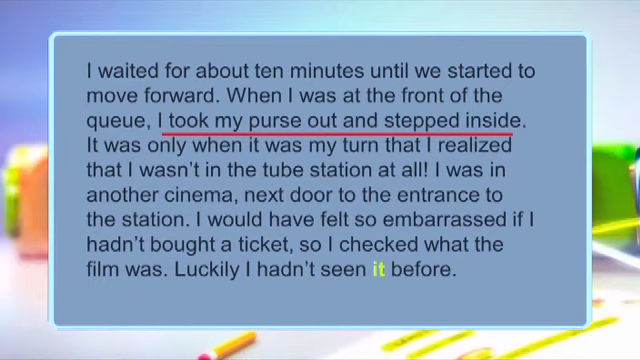 I waited for about ten minutes until we started to
move forward. When I was at the front of the
queue, I took my purse out and stepped inside.
It was only when it was my turn that I realized
that I wasn't in the tube station at all! I was in
another cinema, next door to the entrance to
the station. I would have felt so embarrassed if I
hadn't bought a ticket, so I checked what the
film was. Luckily I hadn't seen it before.